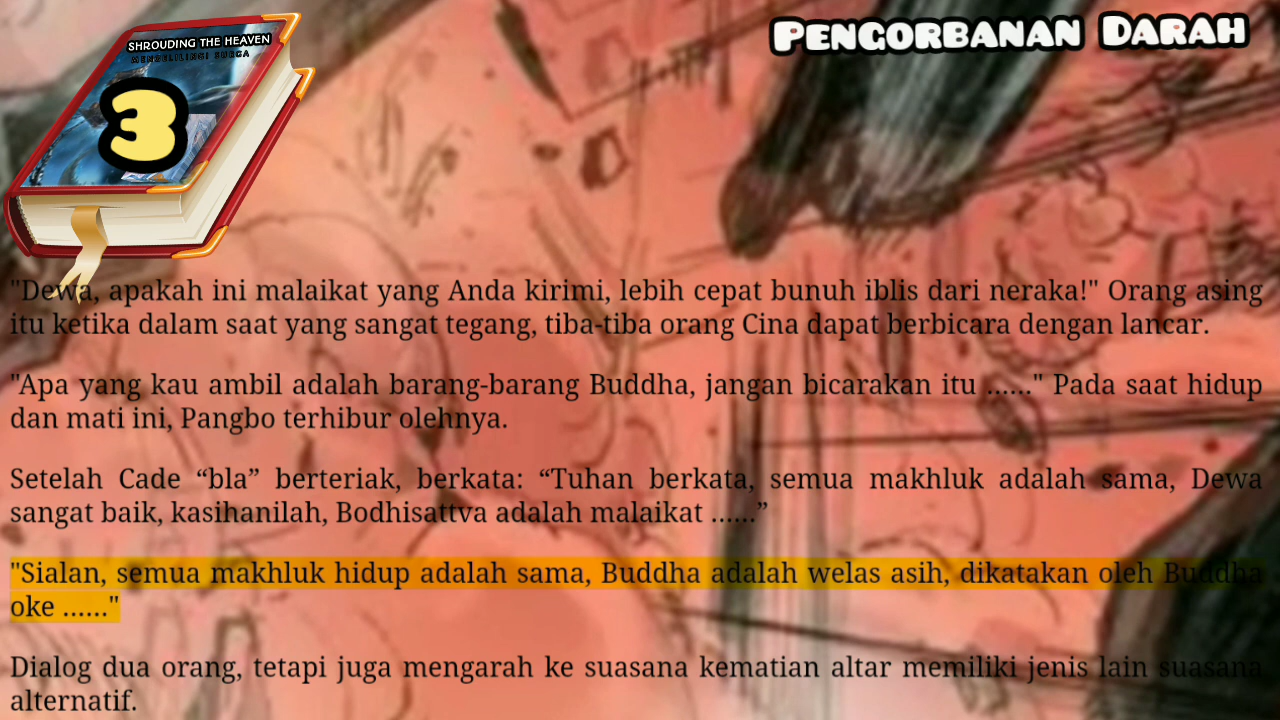 SHROUDING THE HEAVEN
MENGELILINGI SURGA
3
Pengorbanan Darah
"Dewa, apakah ini malaikat yang Anda kirimi, lebih cepat bunuh iblis dari neraka!" Orang asing
itu ketika dalam saat yang sangat tegang, tiba-tiba orang Cina dapat berbicara dengan lancar.
"Apa yang kau ambil adalah barang-barang Buddha, jangan bicarakan itu ......" Pada saat hidup
dan mati ini, Pangbo terhibur olehnya.
Setelah Cade “bla” berteriak, berkata: “Tuhan berkata, semua makhluk adalah sama, Dewa
sangat baik, kasihanilah, Bodhisattva adalah malaikat ......”
"Sialan, semua makhluk hidup adalah sama, Buddha adalah welas asih, dikatakan oleh Buddha
oke ......"
Dialog dua orang, tetapi juga mengarah ke suasana kematian altar memiliki jenis lain suasana
alternatif.